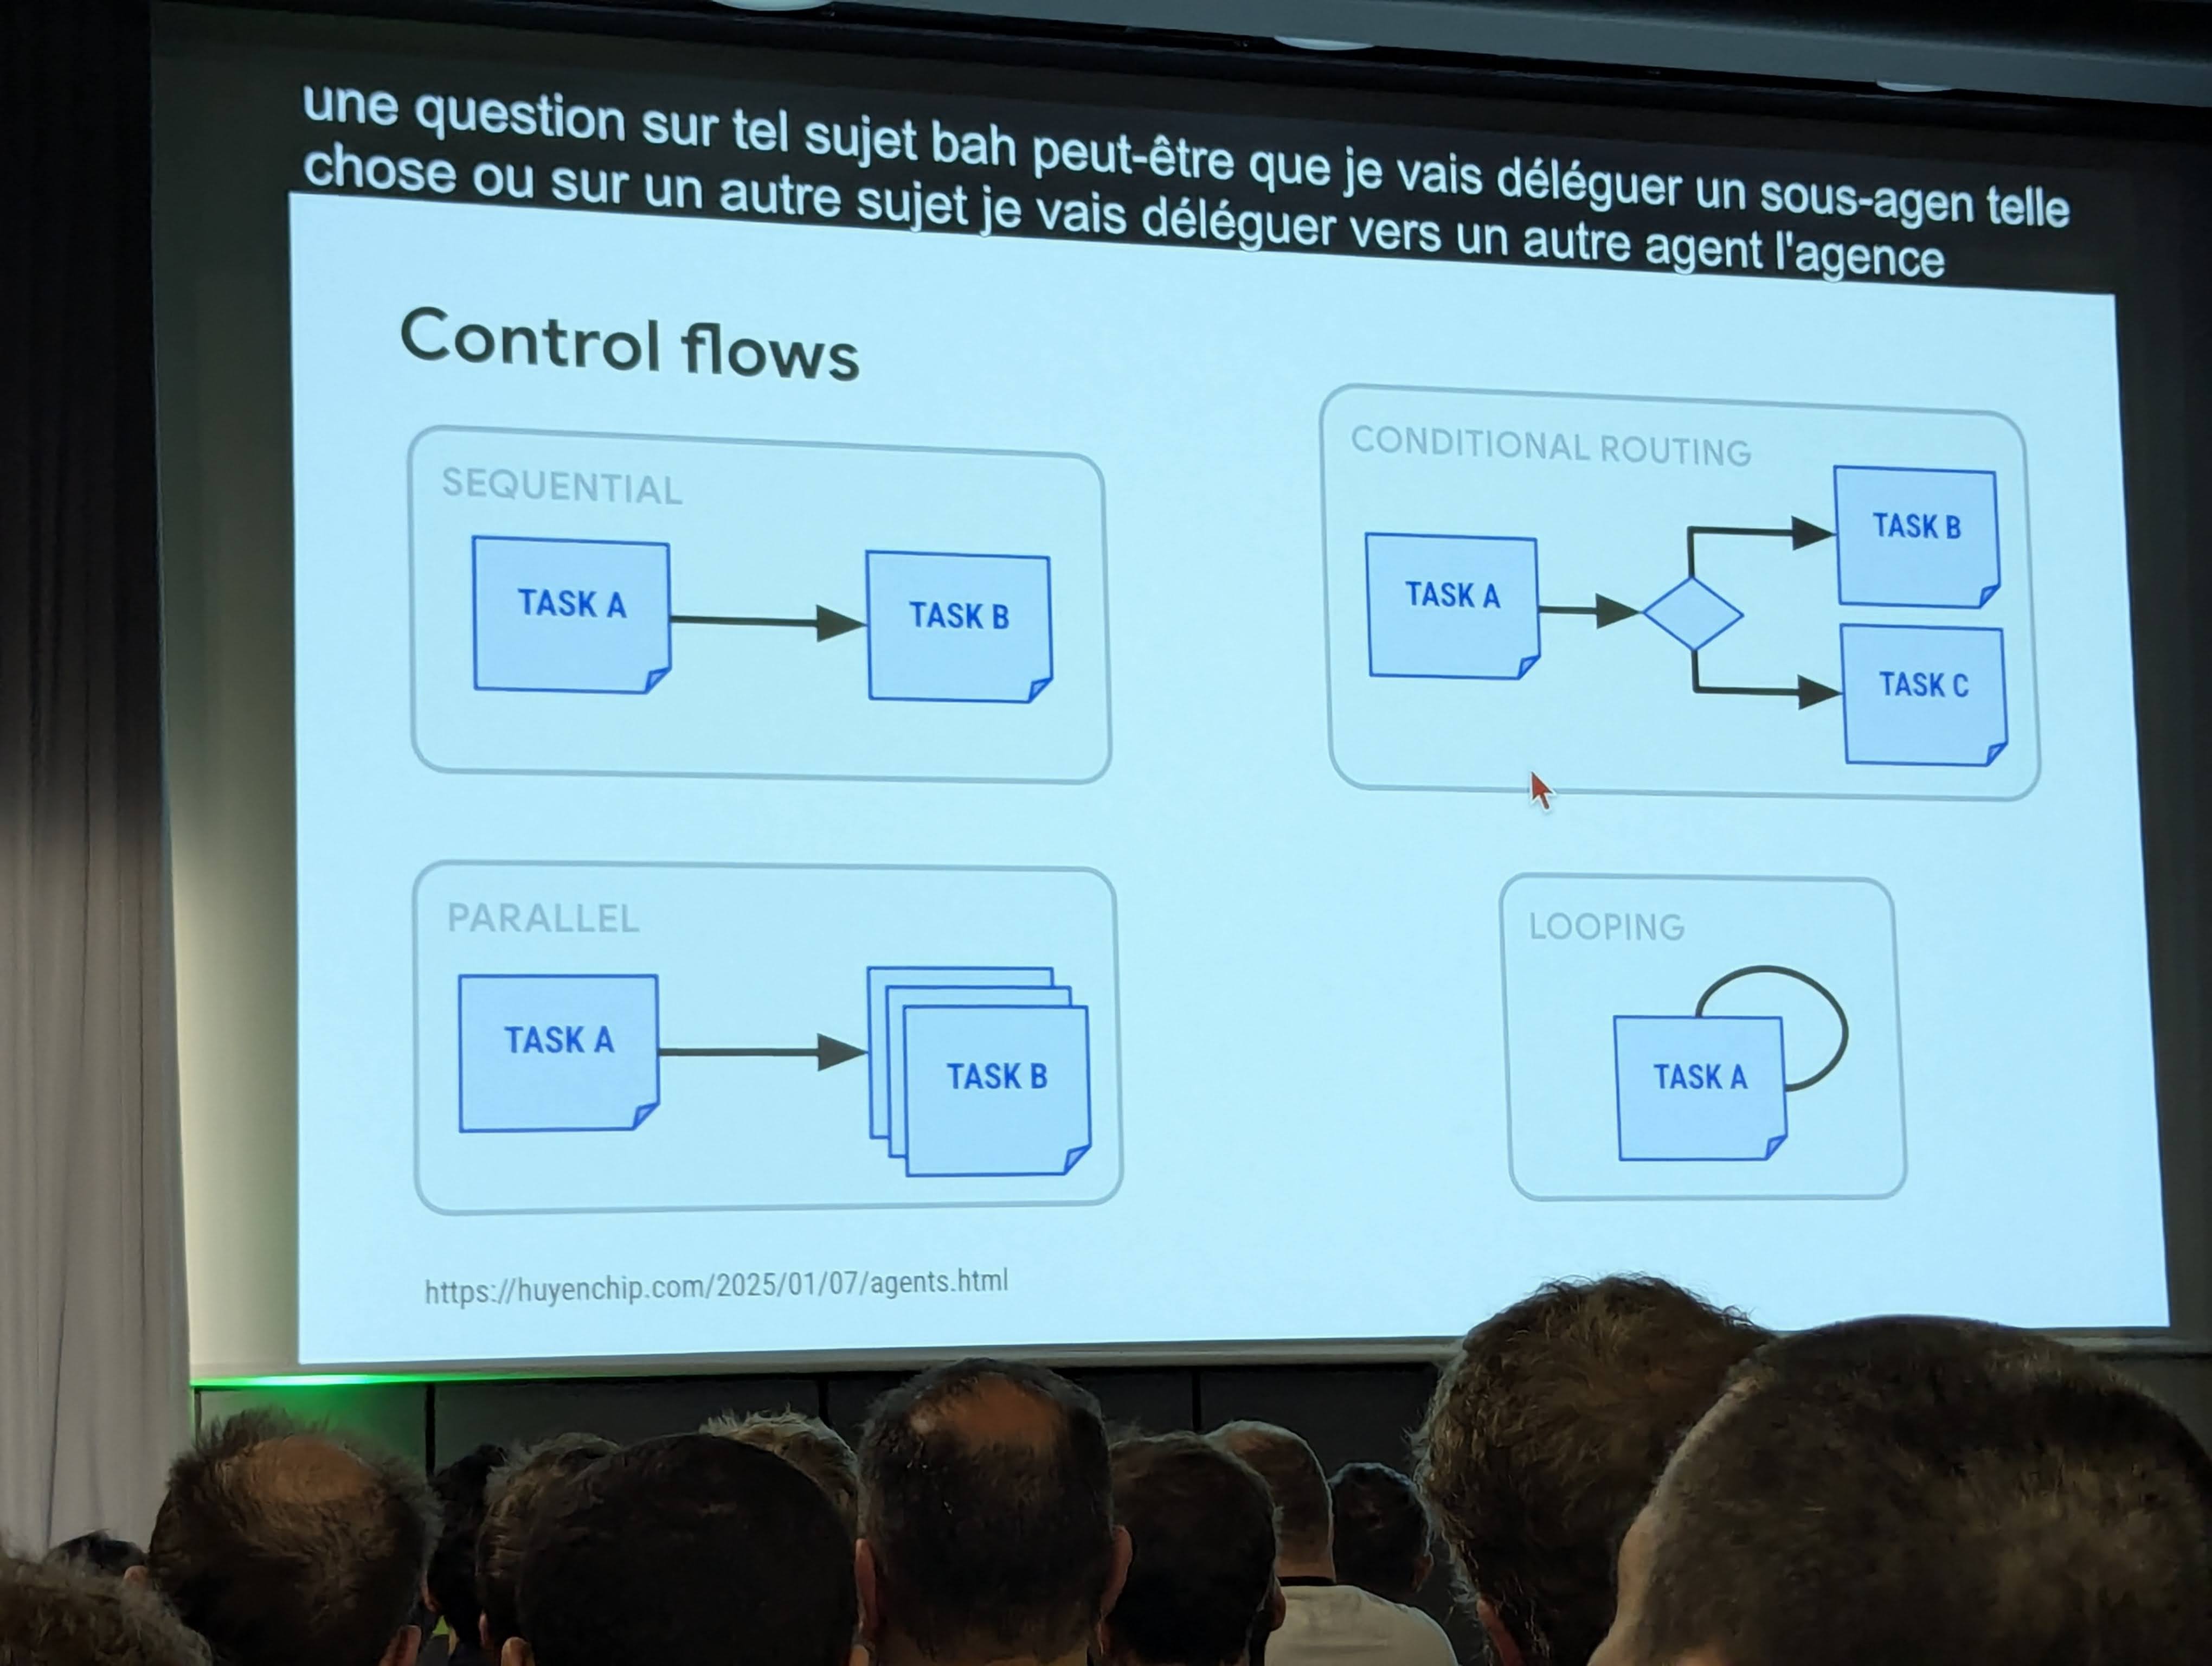 une question sur tel sujet bah peut-être que je vais déléguer un sous-agen telle
chose ou sur un autre sujet je vais déléguer vers un autre agent l'agence
Control flows
SEQUENTIAL
TASK A
TASK B
CONDITIONAL ROUTING
TASK A
TASK B
TASK C
PARALLEL
TASK A
TASK B
LOOPING
TASK A
https://huyenchip.com/2025/01/07/agents.html